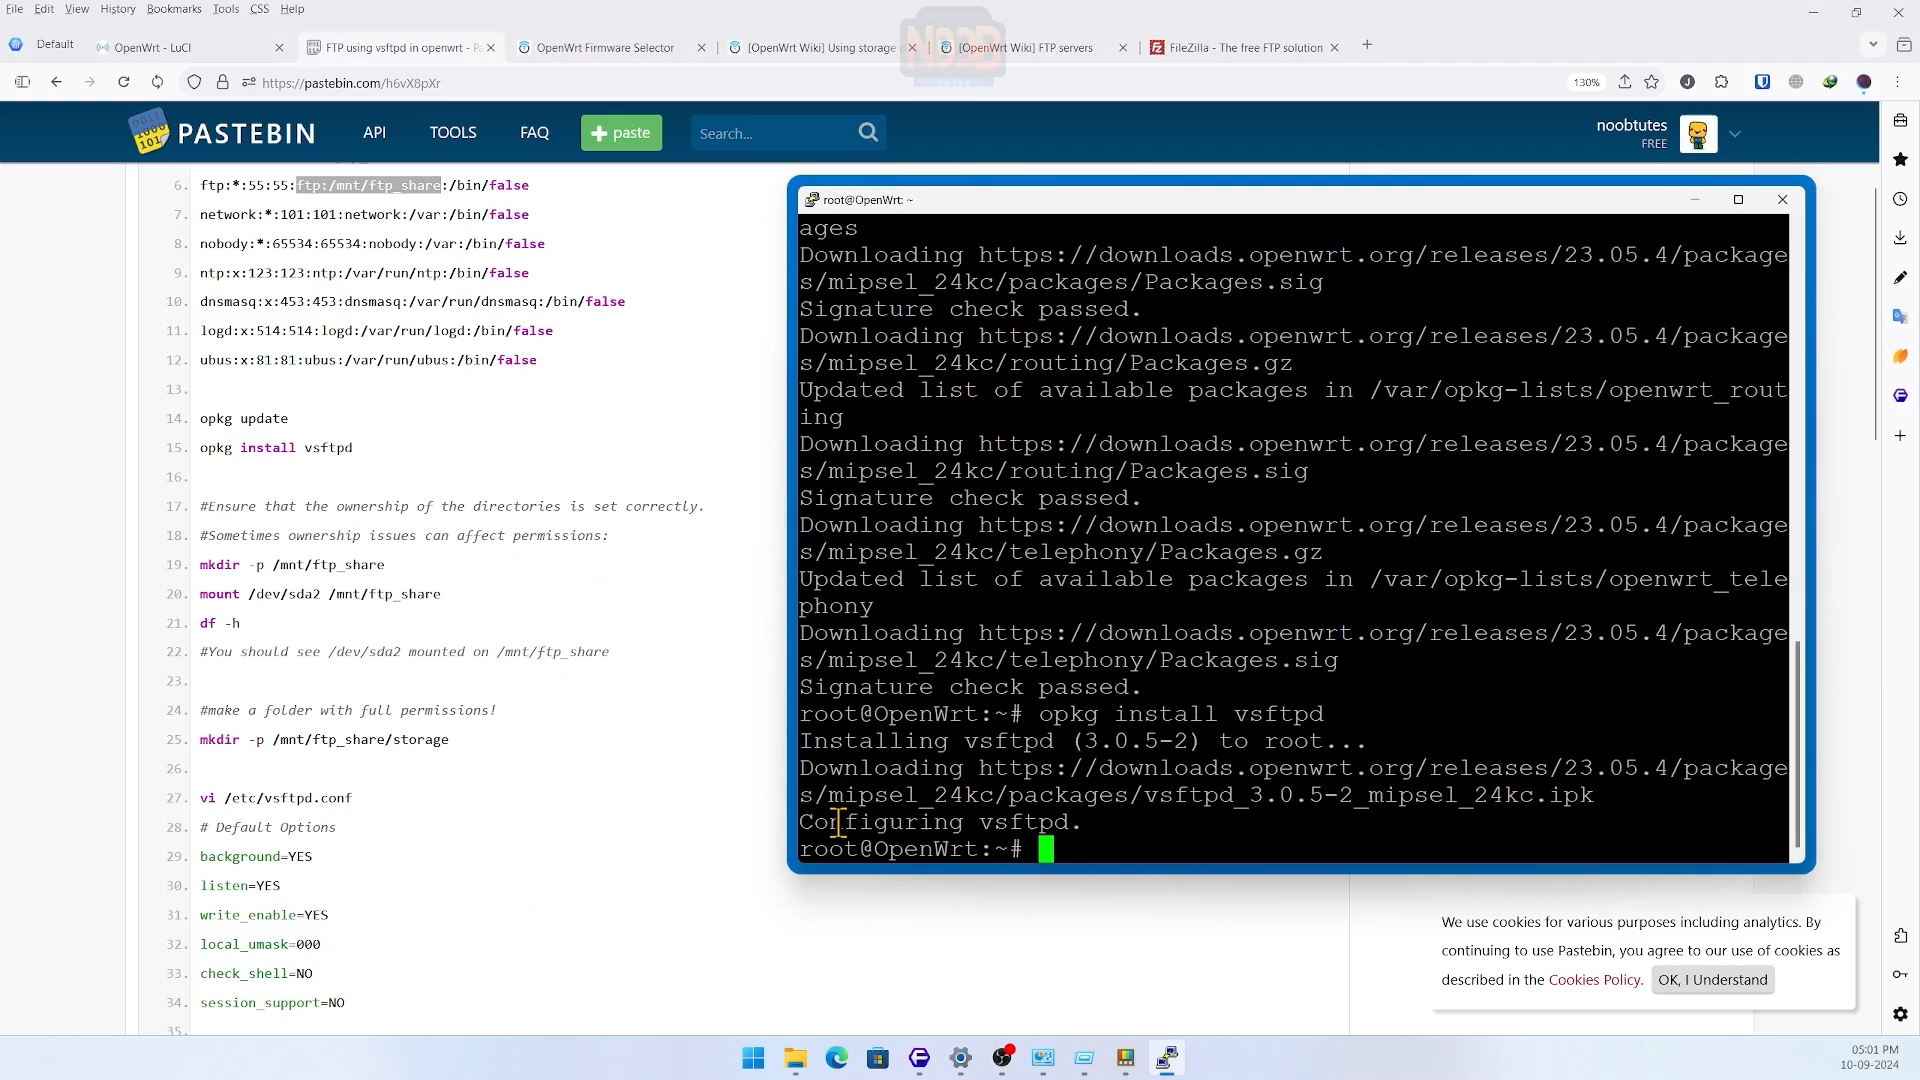 File Edit View History Bookmarks Tools CSS Help
Default OpenWrt - LuCI FTP using vsftpd in openwrt - Pa OpenWrt Firmware Selector [OpenWrt Wiki] Using storage d [OpenWrt Wiki] FTP servers FileZilla - The free FTP solution
NOOB
https://pastebin.com/h6vX8pXr 130%
PASTEBIN API TOOLS FAQ paste Search... noobtutes
FREE
6. ftp:*:55:55:ftp:/mnt/ftp_share:/bin/false
7. network:*:101:101:network:/var:/bin/false
8. nobody:*:65534:65534:nobody:/var:/bin/false
9. ntp:x:123:123:ntp:/var/run/ntp:/bin/false
10. dnsmasq:x:453:453:dnsmasq:/var/run/dnsmasq:/bin/false
11. logd:x:514:514:logd:/var/run/logd:/bin/false
12. ubus:x:81:81:ubus:/var/run/ubus:/bin/false
13.
14. opkg update
15. opkg install vsftpd
16.
17. #Ensure that the ownership of the directories is set correctly.
18. #Sometimes ownership issues can affect permissions:
19. mkdir -p /mnt/ftp_share
20. mount /dev/sda2 /mnt/ftp_share
21. df -h
22. #You should see /dev/sda2 mounted on /mnt/ftp_share
23.
24. #make a folder with full permissions!
25. mkdir -p /mnt/ftp_share/storage
26.
27. vi /etc/vsftpd.conf
28. # Default Options
29. background=YES
30. listen=YES
31. write_enable=YES
32. local_umask=000
33. check_shell=NO
34. session_support=NO
35.
root@OpenWrt: ~
ages
Downloading https://downloads.openwrt.org/releases/23.05.4/package
s/mipsel_24kc/packages/Packages.sig
Signature check passed.
Downloading https://downloads.openwrt.org/releases/23.05.4/package
s/mipsel_24kc/routing/Packages.gz
Updated list of available packages in /var/opkg-lists/openwrt_rout
ing
Downloading https://downloads.openwrt.org/releases/23.05.4/package
s/mipsel_24kc/routing/Packages.sig
Signature check passed.
Downloading https://downloads.openwrt.org/releases/23.05.4/package
s/mipsel_24kc/telephony/Packages.gz
Updated list of available packages in /var/opkg-lists/openwrt_tele
phony
Downloading https://downloads.openwrt.org/releases/23.05.4/package
s/mipsel_24kc/telephony/Packages.sig
Signature check passed.
root@OpenWrt:~# opkg install vsftpd
Installing vsftpd (3.0.5-2) to root...
Downloading https://downloads.openwrt.org/releases/23.05.4/package
s/mipsel_24kc/packages/vsftpd_3.0.5-2_mipsel_24kc.ipk
Configuring vsftpd.
root@OpenWrt:~#
We use cookies for various purposes including analytics. By
continuing to use Pastebin, you agree to our use of cookies as
described in the Cookies Policy. OK, I Understand
05:01 PM
10-09-2024